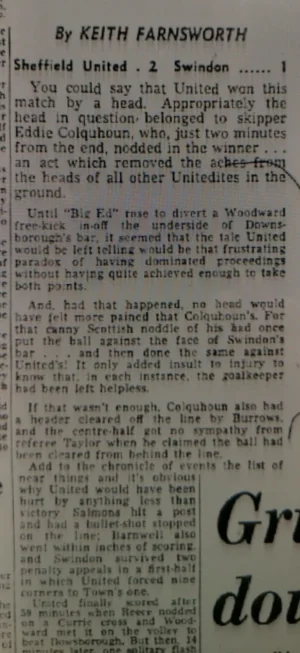 By KEITH FARNSWORTH
Sheffield United . 2 Swindon ...... 1
You could say that United won this
match by a head. Appropriately the
head in question belonged to skipper
Eddie Colquhoun, who, just two minutes
from the end, nodded in the winner . . .
an act which removed the aches from
the heads of all other Unitedites in the
ground.
Until "Big Ed" rose to divert a Woodward
free-kick in-off the underside of Downs-
borough's bar, it seemed that the tale United
would be left telling would be that frustrating
paradox of having dominated proceedings
without having quite achieved enough to take
both points.
And, had that happened, no head would
have felt more pained that Colquhoun's. For
that canny Scottish noddle of his had once
put the ball against the face of Swindon's
bar . . . and then done the same against
United's! It only added insult to injury to
know that, in each instance, the goalkeeper
had been left helpless.
If that wasn't enough, Colquhoun also had
a header cleared off the line by Burrows,
and the centre-half got no sympathy from
referee Taylor when he claimed the ball had
been cleared from behind the line.
Add to the chronicle of events the list of
near things and it's obvious
why United would have been
hurt by anything less than
victory Salmons hit a post
and had a bullet-shot stopped
on the line; Barnwell also
went within inches of scoring,
and Swindon survived two
penalty appeals in a first-half
in which United forced nine
corners to Town's one.
United finally scored after
59 minutes when Reece nodded
on a Currie cross and Wood-
ward met it on the volley to
beat Downsborough. But then, 14
minutes later, one solitary flash